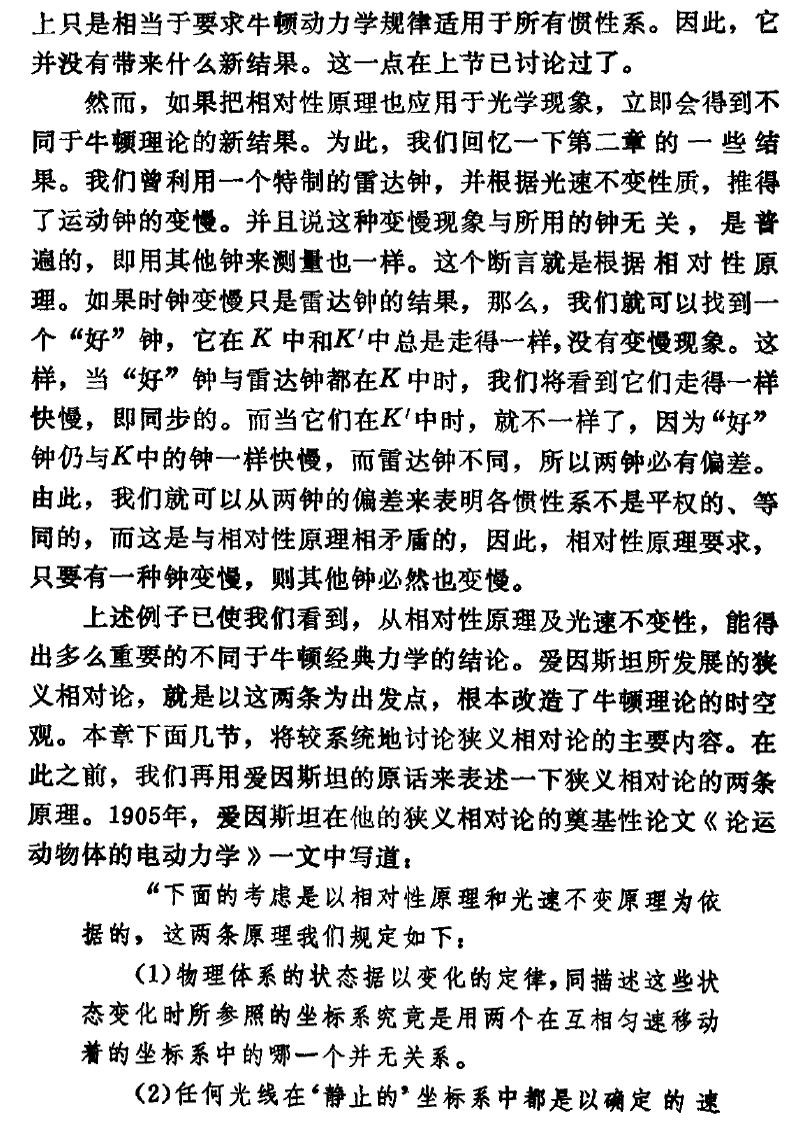 上只是相当于要求牛顿动力学规律适用于所有惯性系。因此，它
并没有带来什么新结果。这一点在上节已讨论过了。
然而，如果把相对性原理也应用于光学现象，立即会得到不
同于牛顿理论的新结果。为此，我们回忆一下第二章的一些结
果。我们曾利用一个特制的雷达钟，并根据光速不变性质，推得
了运动钟的变慢。并且说这种变慢现象与所用的钟无关，是普
遍的，即用其他钟来测量也一样。这个断言就是根据相对性原
理。如果时钟变慢只是雷达钟的结果，那么，我们就可以找到一
个“好”钟，它在K中和K′中总是走得一样，没有变慢现象。这
样，当“好”钟与雷达钟都在K中时，我们将看到它们走得一样
快慢，即同步的。而当它们在K′中时，就不一样了，因为“好”
钟仍与K中的钟一样快慢，而雷达钟不同，所以两钟必有偏差。
由此，我们就可以从两钟的偏差来表明各惯性系不是平权的、等
同的，而这是与相对性原理相矛盾的，因此，相对性原理要求，
只要有一种钟变慢，则其他钟必然也变慢。
上述例子已使我们看到，从相对性原理及光速不变性，能得
出多么重要的不同于牛顿经典力学的结论。爱因斯坦所发展的狭
义相对论，就是以这两条为出发点，根本改造了牛顿理论的时空
观。本章下面几节，将较系统地讨论狭义相对论的主要内容。在
此之前，我们再用爱因斯坦的原话来表述一下狭义相对论的两条
原理。1905年，爱因斯坦在他的狭义相对论的奠基性论文《论运
动物体的电动力学》一文中写道：
“下面的考虑是以相对性原理和光速不变原理为依
据的，这两条原理我们规定如下：
(1)物理体系的状态据以变化的定律，同描述这些状
态变化时所参照的坐标系究竟是用两个在互相匀速移动
着的坐标系中的哪一个并无关系。
(2)任何光线在‘静止的’坐标系中都是以确定的速